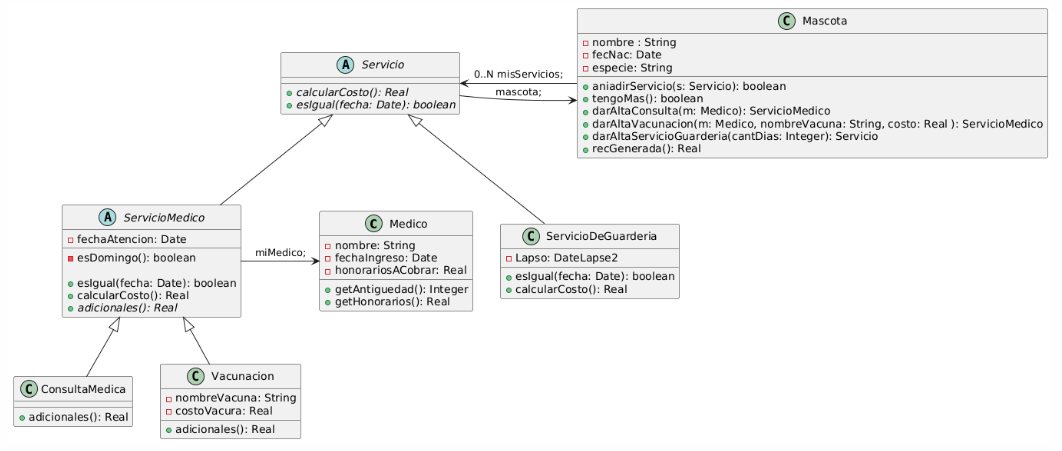 C Mascota
nombre : String
fecNac: Date
especie: String
aniadirServicio(s: Servicio): boolean
tengoMas(): boolean
darAltaConsulta(m: Medico): ServicioMedico
darAltaVacunacion(m: Medico, nombreVacuna: String, costo: Real ): ServicioMedico
darAltaServicioGuarderia(cantDias: Integer): Servicio
recGenerada(): Real
A Servicio
calcularCosto(): Real
esIgual(fecha: Date): boolean
0..N misServicios;
mascota;
A ServicioMedico
fechaAtencion: Date
esDomingo(): boolean
esIgual(fecha: Date): boolean
calcularCosto(): Real
adicionales(): Real
miMedico;
C Medico
nombre: String
fechaIngreso: Date
honorariosACobrar: Real
getAntiguedad(): Integer
getHonorarios(): Real
C ServicioDeGuarderia
Lapso: DateLapse2
esIgual(fecha: Date): boolean
calcularCosto(): Real
C ConsultaMedica
adicionales(): Real
C Vacunacion
nombreVacuna: String
costoVacura: Real
adicionales(): Real